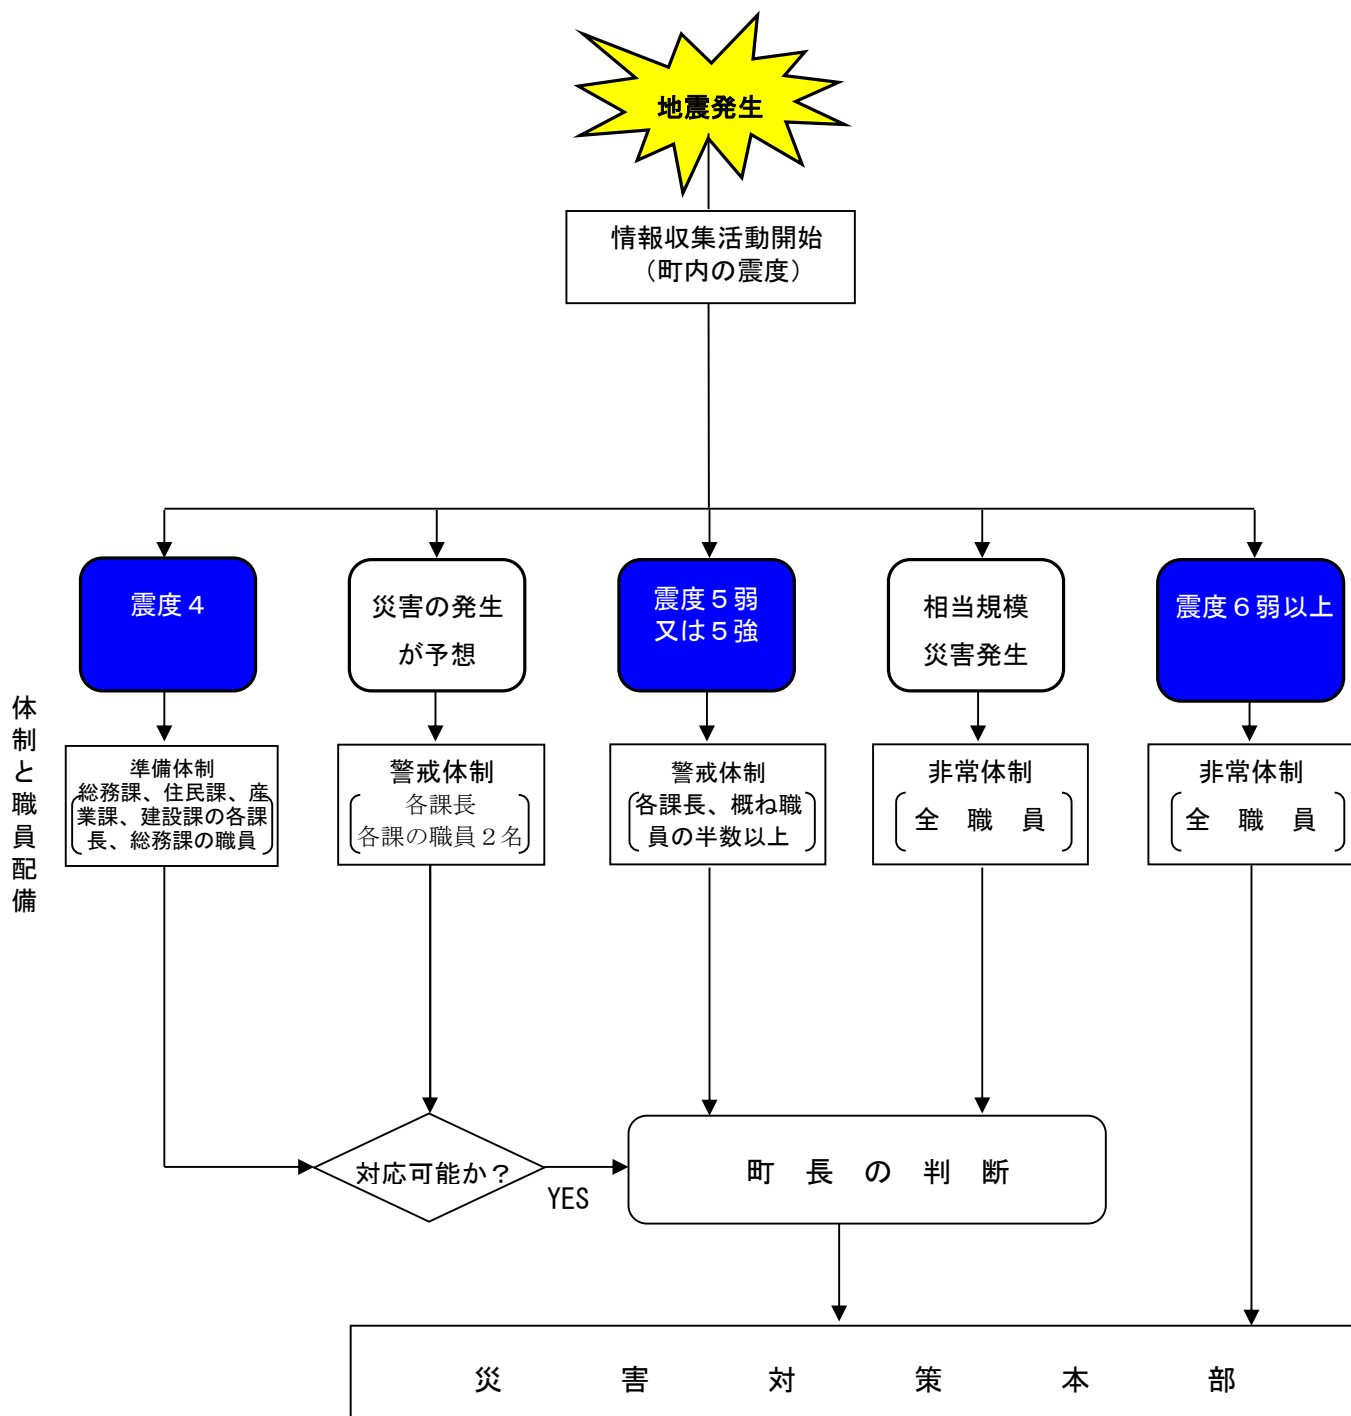 地震発生
情報収集活動開始
（町内の震度）
震度４
災害の発生
が予想
震度５弱
又は５強
相当規模
災害発生
震度６弱以上
体制と職員配備
準備体制
総務課、住民課、産
業課、建設課の各課
長、総務課の職員
警戒体制
各課長
各課の職員２名
警戒体制
各課長、概ね職
員の半数以上
非常体制
全　職　員
非常体制
全　職　員
対応可能か？
YES
町　長　の　判　断
災　害　対　策　本　部